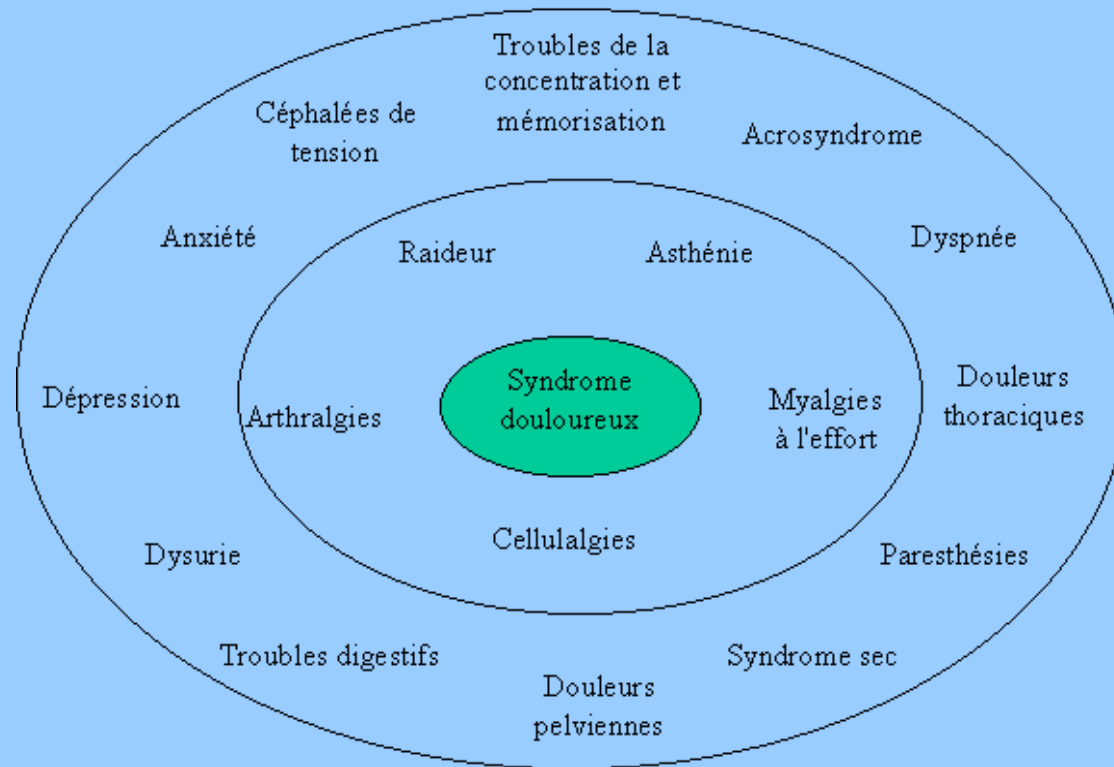 Troubles de la
concentration et
mémorisation
Céphalées de
tension
Acrosyndrome
Anxiété
Dyspnée
Raideur
Asthénie
Dépression
Arthralgies
Syndrome
douloureux
Myalgies
à l'effort
Douleurs
thoraciques
Cellulalgies
Dysurie
Paresthésies
Troubles digestifs
Douleurs
pelviennes
Syndrome sec